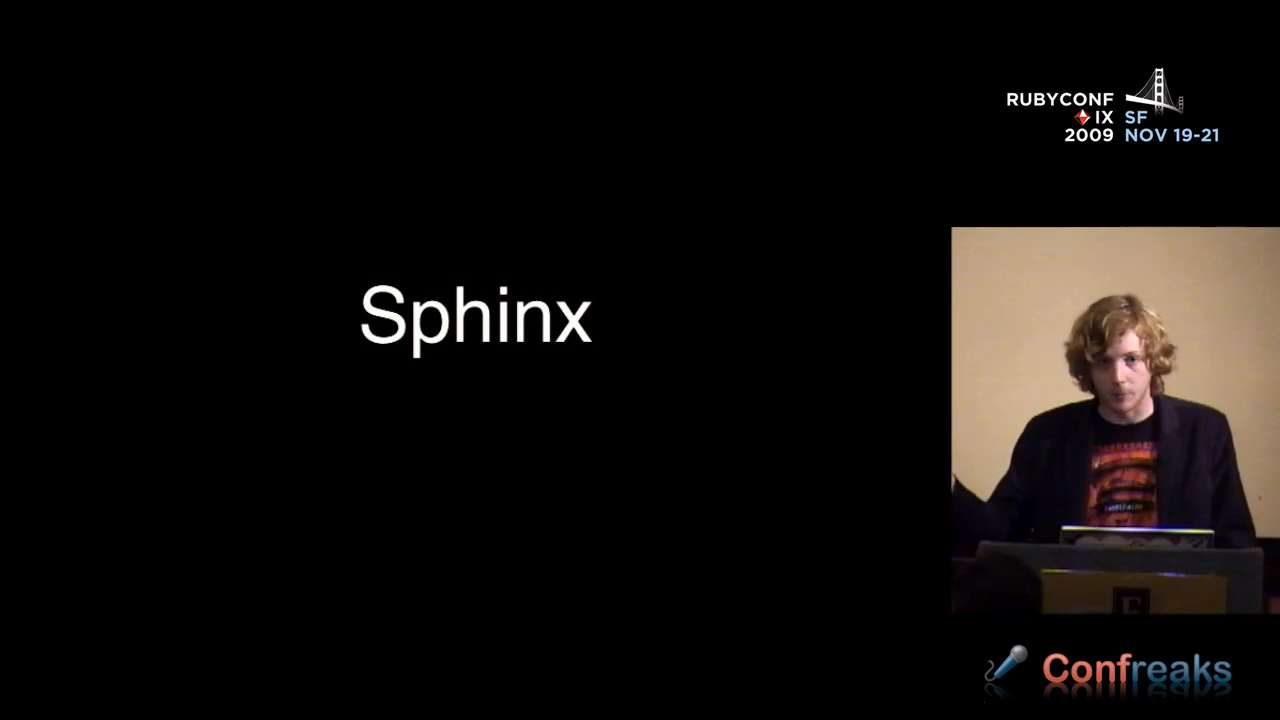 RUBYCONF
IX SF
2009 NOV 19-21
Sphinx
E
Confreaks